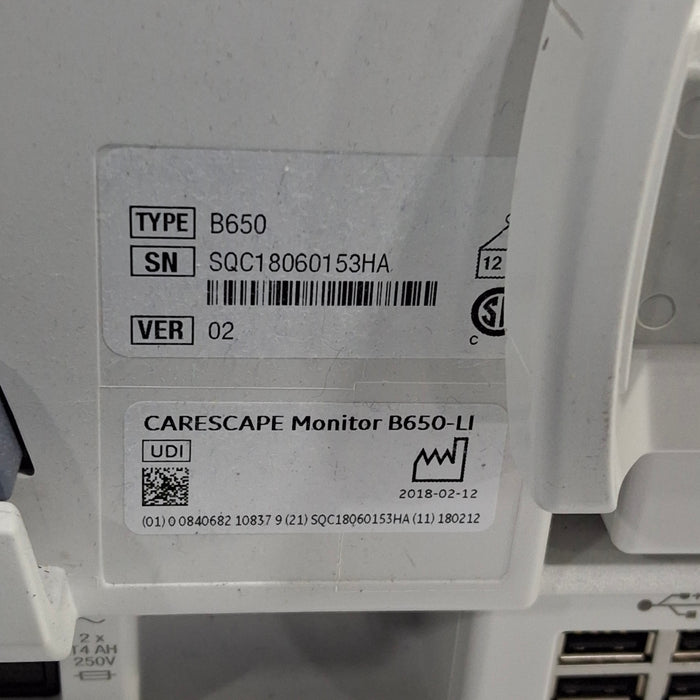 TYPE B650
SN SQC18060153HA
12
VER 02
C
CARESCAPE Monitor B650-LI
UDI
2018-02-12
(01) 0 0840682 10837 9 (21) SQC18060153HA (11) 180212
2 x
T4 AH
250V